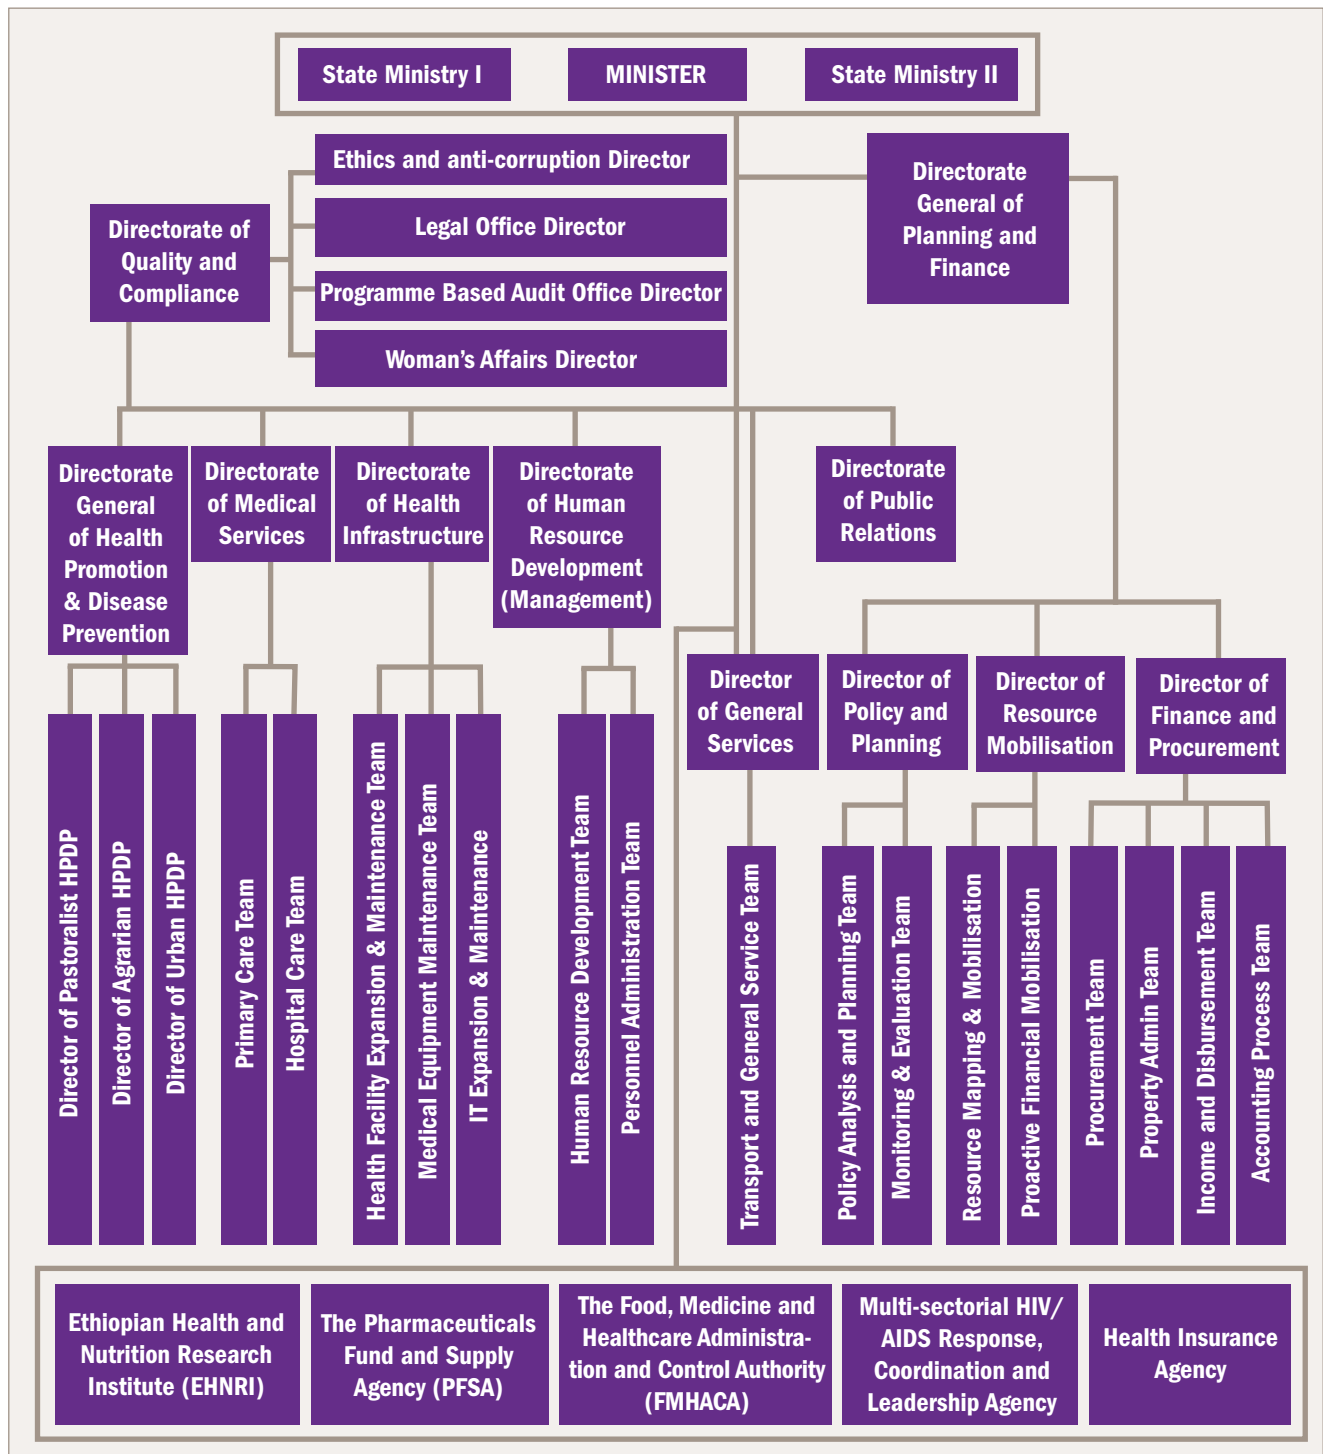 State Ministry I
MINISTER
State Ministry II
Ethics and anti-corruption Director
Legal Office Director
Programme Based Audit Office Director
Woman’s Affairs Director
Directorate of
Quality and
Compliance
Directorate
General of
Planning and
Finance
Directorate
General
of Health
Promotion
& Disease
Prevention
Directorate
of Medical
Services
Directorate
of Health
Infrastructure
Directorate
of Human
Resource
Development
(Management)
Directorate
of Public
Relations
Director
of General
Services
Director of
Policy and
Planning
Director of
Resource
Mobilisation
Director of
Finance and
Procurement
Director of Pastoralist HPDP
Director of Agrarian HPDP
Director of Urban HPDP
Primary Care Team
Hospital Care Team
Health Facility Expansion & Maintenance Team
Medical Equipment Maintenance Team
IT Expansion & Maintenance
Human Resource Development Team
Personnel Administration Team
Transport and General Service Team
Policy Analysis and Planning Team
Monitoring & Evaluation Team
Resource Mapping & Mobilisation
Proactive Financial Mobilisation
Procurement Team
Property Admin Team
Income and Disbursement Team
Accounting Process Team
Ethiopian Health and
Nutrition Research
Institute (EHNRI)
The Pharmaceuticals
Fund and Supply
Agency (PFSA)
The Food, Medicine and
Healthcare Administra-
tion and Control Authority
(FMHACA)
Multi-sectorial HIV/
AIDS Response,
Coordination and
Leadership Agency
Health Insurance
Agency